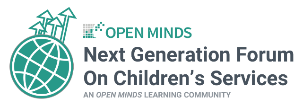 OPEN MINDS
Next Generation Forum
On Children's Services
AN OPEN MINDS LEARNING COMMUNITY